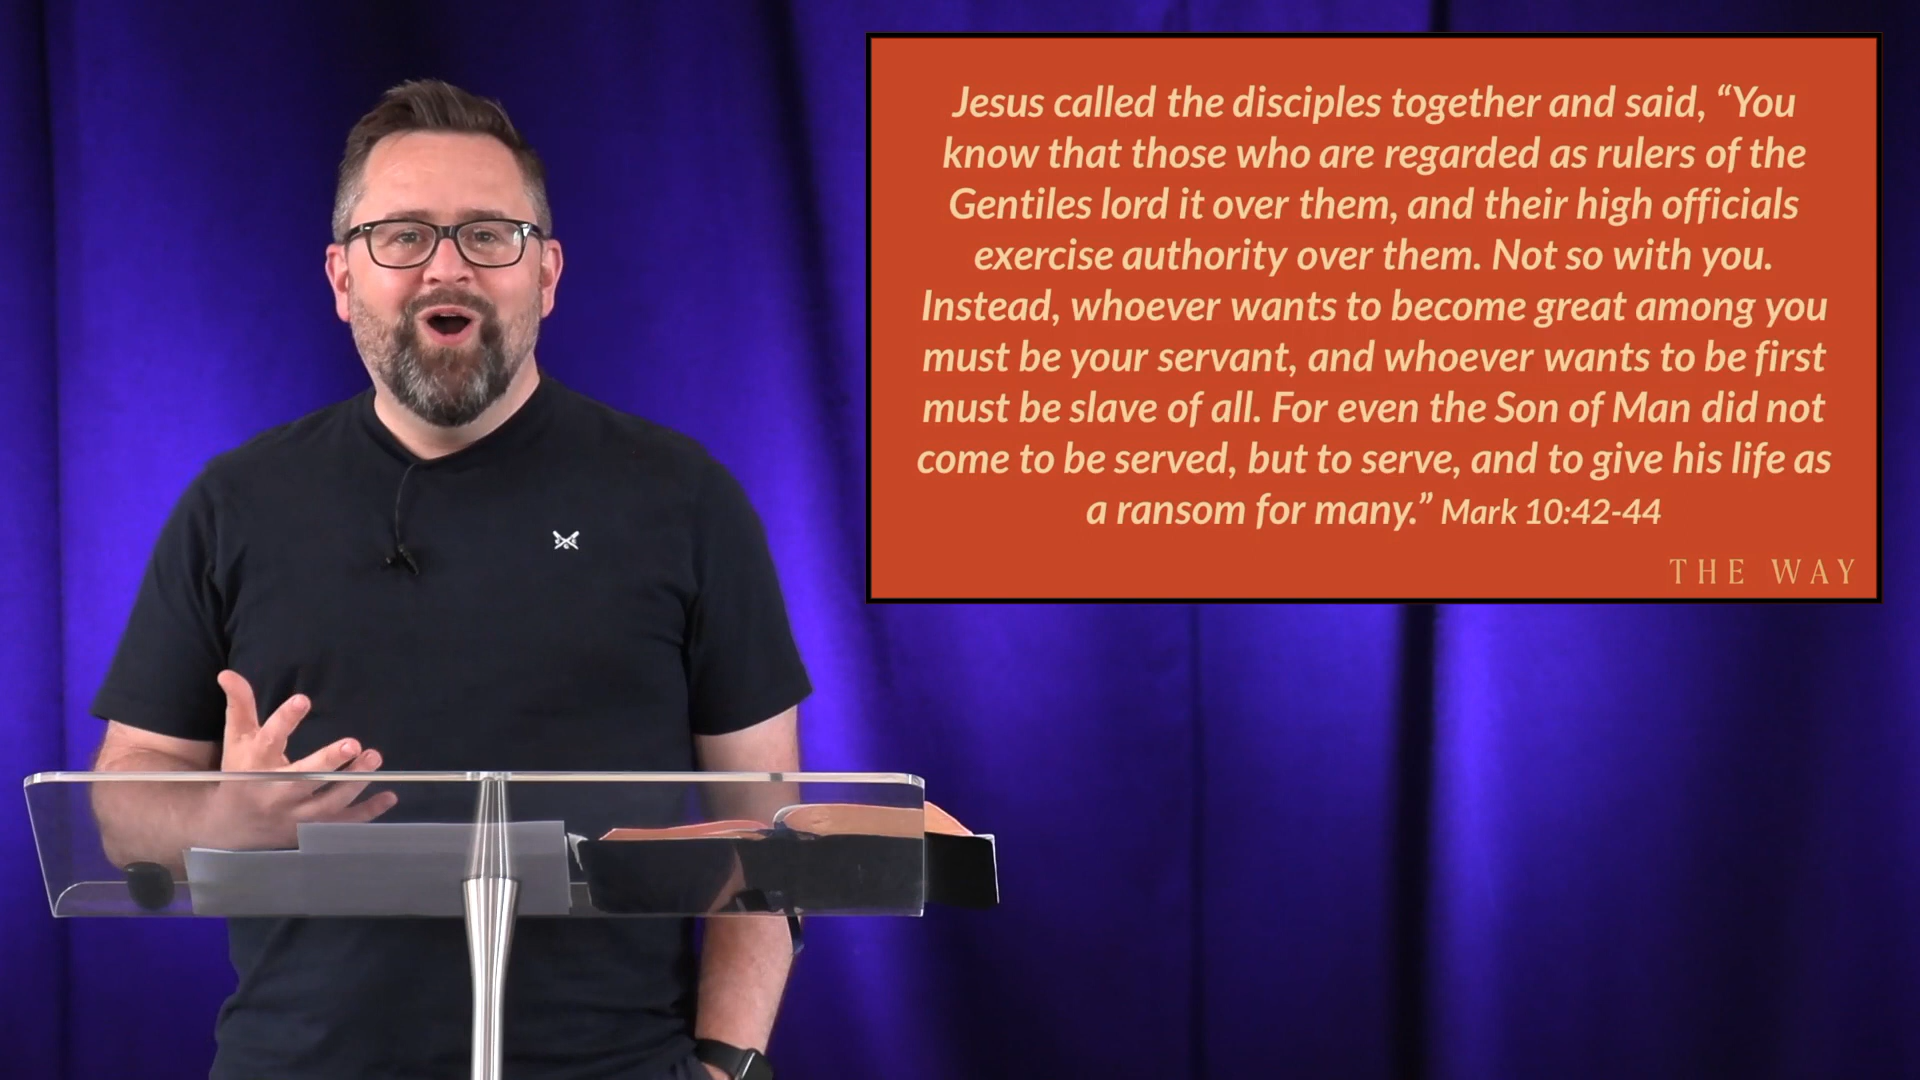 Jesus called the disciples together and said, “You
know that those who are regarded as rulers of the
Gentiles lord it over them, and their high officials
exercise authority over them. Not so with you.
Instead, whoever wants to become great among you
must be your servant, and whoever wants to be first
must be slave of all. For even the Son of Man did not
come to be served, but to serve, and to give his life as
a ransom for many.” Mark 10:42-44
THE WAY